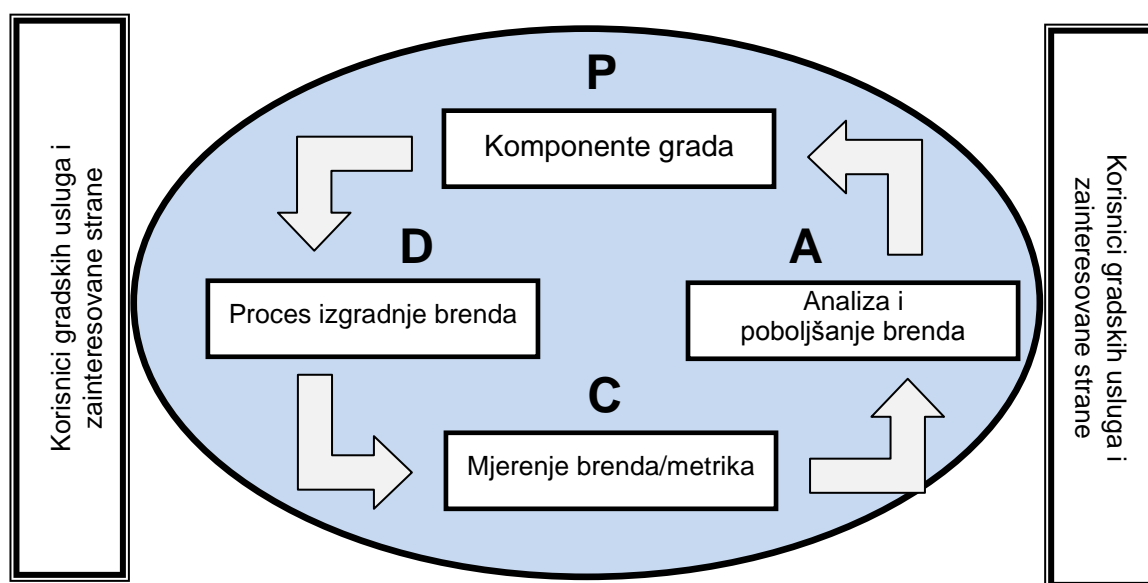 Korisnici gradskih usluga i
zainteresovane strane
P
Komponente grada
D
A
Proces izgradnje brenda
Analiza i
poboljšanje brenda
C
Mjerenje brenda/metrika
Korisnici gradskih usluga i
zainteresovane strane